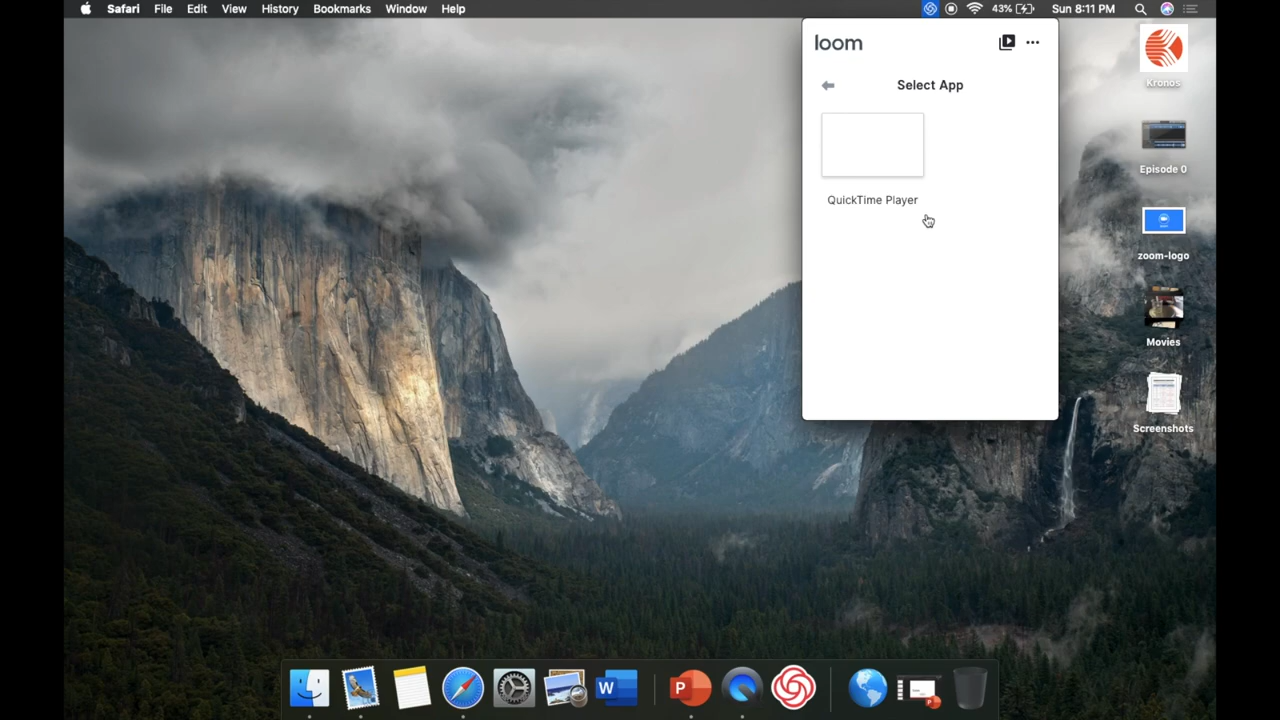 Safari File Edit View History Bookmarks Window Help 43% Sun 8:11 PM
loom
Select App
QuickTime Player
Kronos
Episode 0
zoom-logo
Movies
Screenshots
W
P